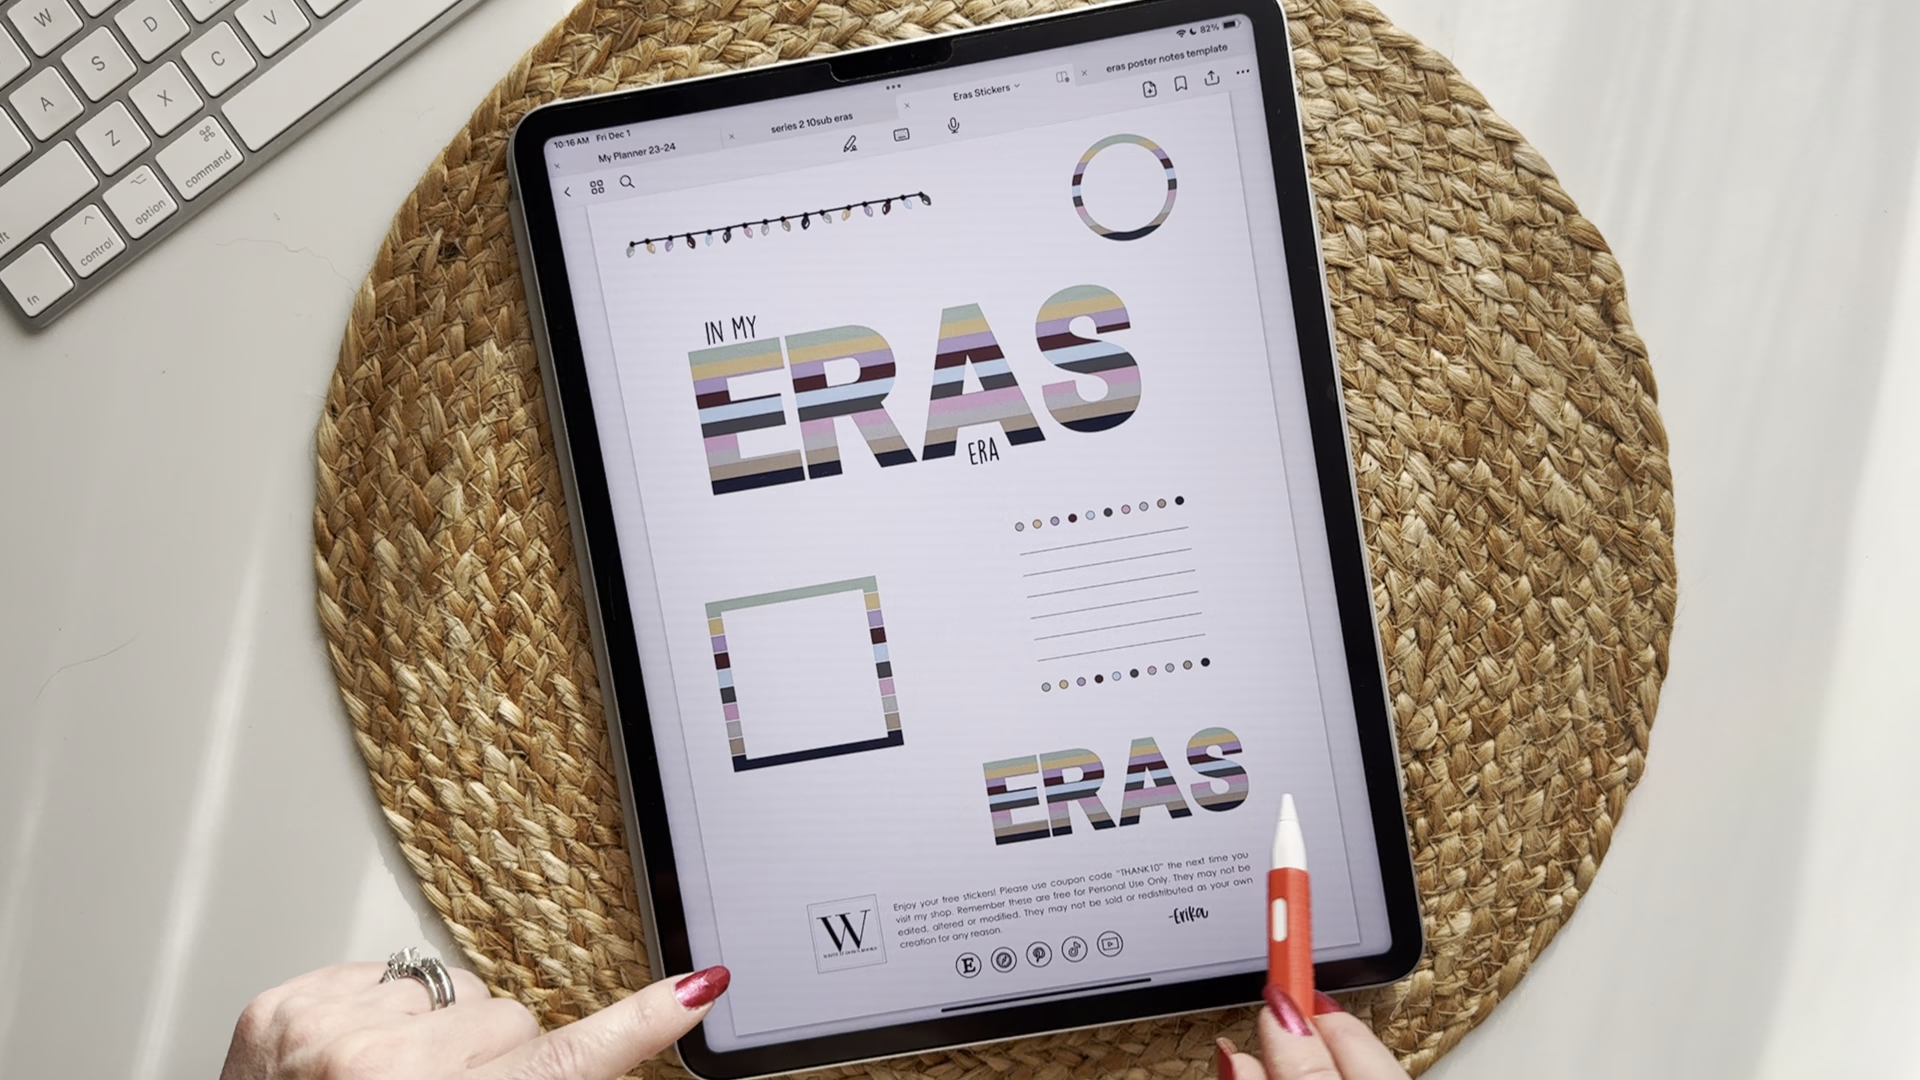 W
D
V
S
C
A
X
Z
⌘
command
⌥
option
^
control
fn
10:16 AM Fri Dec 1
82%
My Planner 23-24
series 2 10sub eras
Eras Stickers
eras poster notes template
IN MY
ERAS
ERA
ERAS
Enjoy your free stickers! Please use coupon code "THANK10" the next time you
visit my shop. Remember these are free for Personal Use Only. They may not be
edited, altered or modified. They may not be sold or redistributed as your own
creation for any reason.
-Erika
W
E